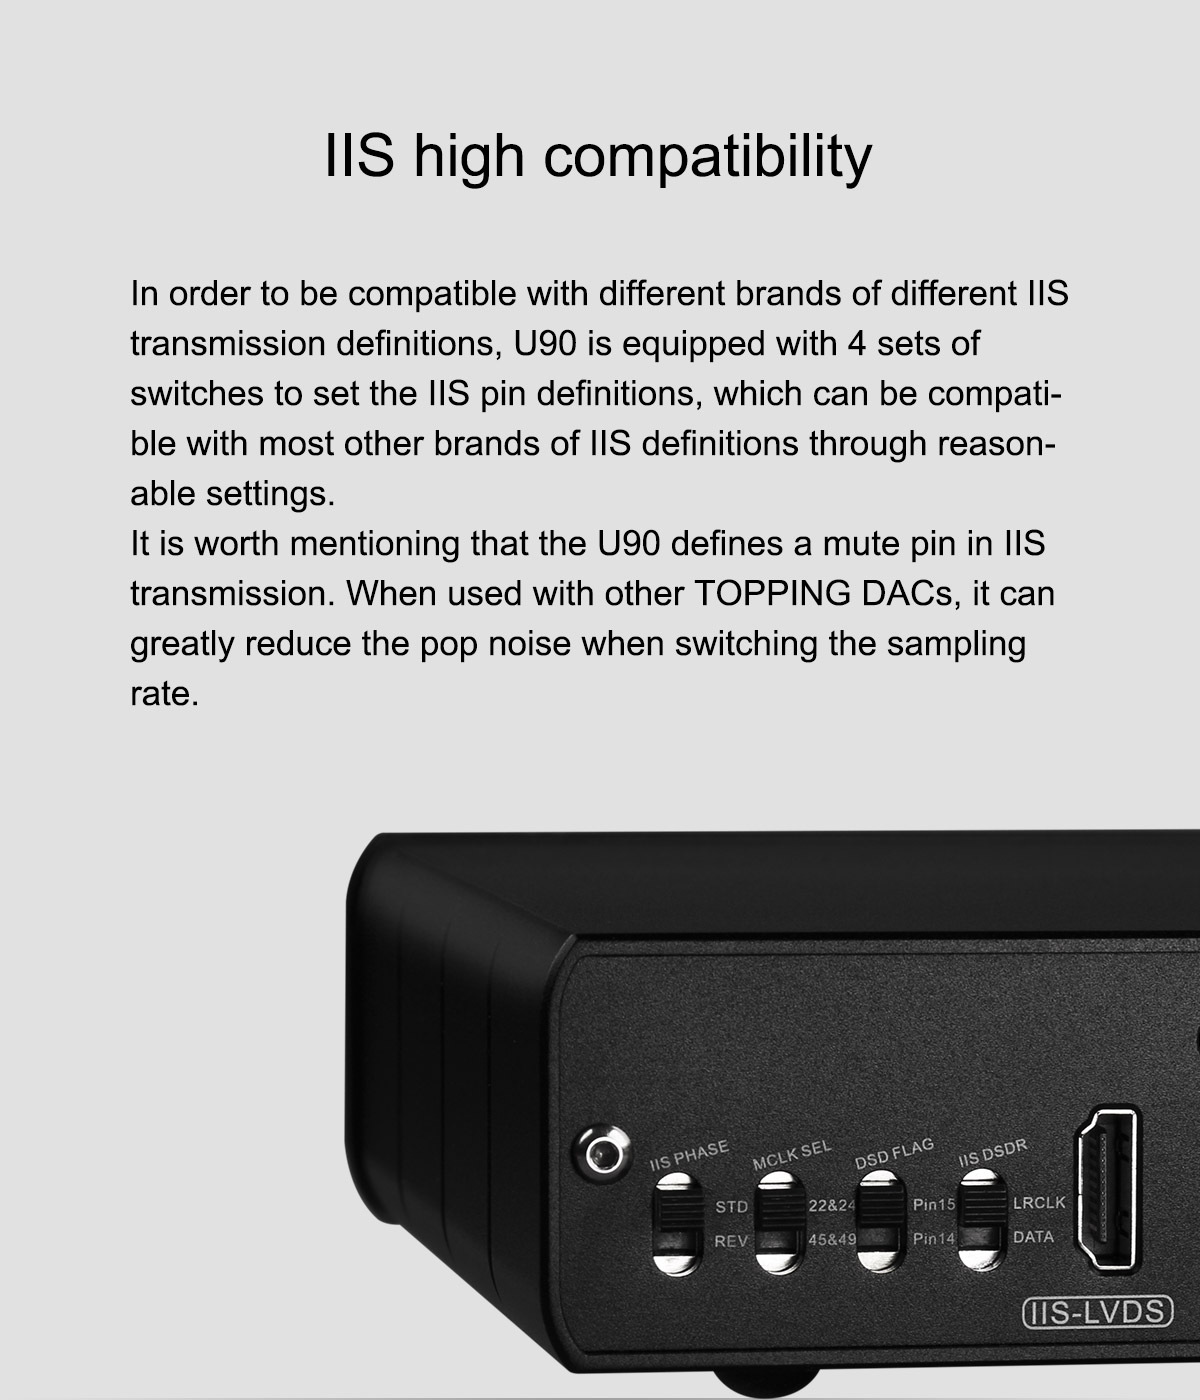 IIS high compatibility
In order to be compatible with different brands of different IIS
transmission definitions, U90 is equipped with 4 sets of
switches to set the IIS pin definitions, which can be compati-
ble with most other brands of IIS definitions through reason-
able settings.
It is worth mentioning that the U90 defines a mute pin in IIS
transmission. When used with other TOPPING DACs, it can
greatly reduce the pop noise when switching the sampling
rate.
IIS PHASE MCLK SEL DSD FLAG IIS DSDR
STD 22&24 Pin15 LRCLK
REV 45&49 Pin14 DATA
IIS-LVDS